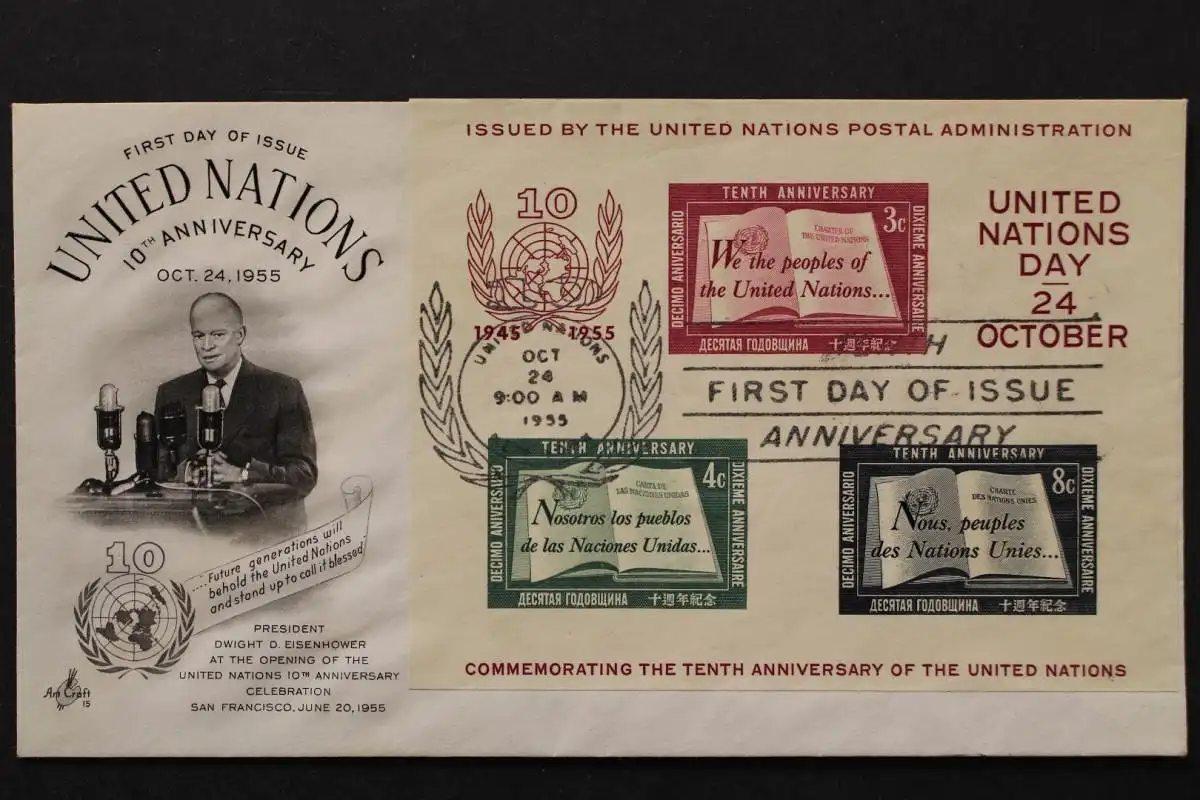 FIRST DAY OF ISSUE
UNITED NATIONS
10TH ANNIVERSARY
OCT. 24, 1955
10
....Future generations will
behold the United Nations
and stand up to call it blessed
PRESIDENT
DWIGHT D. EISENHOWER
AT THE OPENING OF THE
UNITED NATIONS 10TH ANNIVERSARY
CELEBRATION
SAN FRANCISCO, JUNE 20, 1955
Art Craft
15
ISSUED BY THE UNITED NATIONS POSTAL ADMINISTRATION
10
1945 1955
UNITED NATIONS
OCT
24
9:00 AM
1955
TENTH ANNIVERSARY
DECIMO ANIVERSARIO
3c
CHARTER OF
THE UNITED NATIONS
We the peoples of
the United Nations...
DIXIEME ANNIVERSAIRE
ДЕСЯТАЯ ГОДОВЩИНА 十週年紀念
UNITED
NATIONS
DAY
24
OCTOBER
FIRST DAY OF ISSUE
ANNIVERSARY
TENTH ANNIVERSARY
DECIMO ANIVERSARIO
4c
CARTA DE
LAS NACIONES UNIDAS
Nosotros los pueblos
de las Naciones Unidas...
DIXIEME ANNIVERSAIRE
ДЕСЯТАЯ ГОДОВЩИНА 十週年紀念
TENTH ANNIVERSARY
DECIMO ANIVERSARIO
8c
CHARTE
DES NATIONS UNIES
Nous, peuples
des Nations Unies...
DIXIEME ANNIVERSAIRE
ДЕСЯТАЯ ГОДОВЩИНА 十週年紀念
COMMEMORATING THE TENTH ANNIVERSARY OF THE UNITED NATIONS